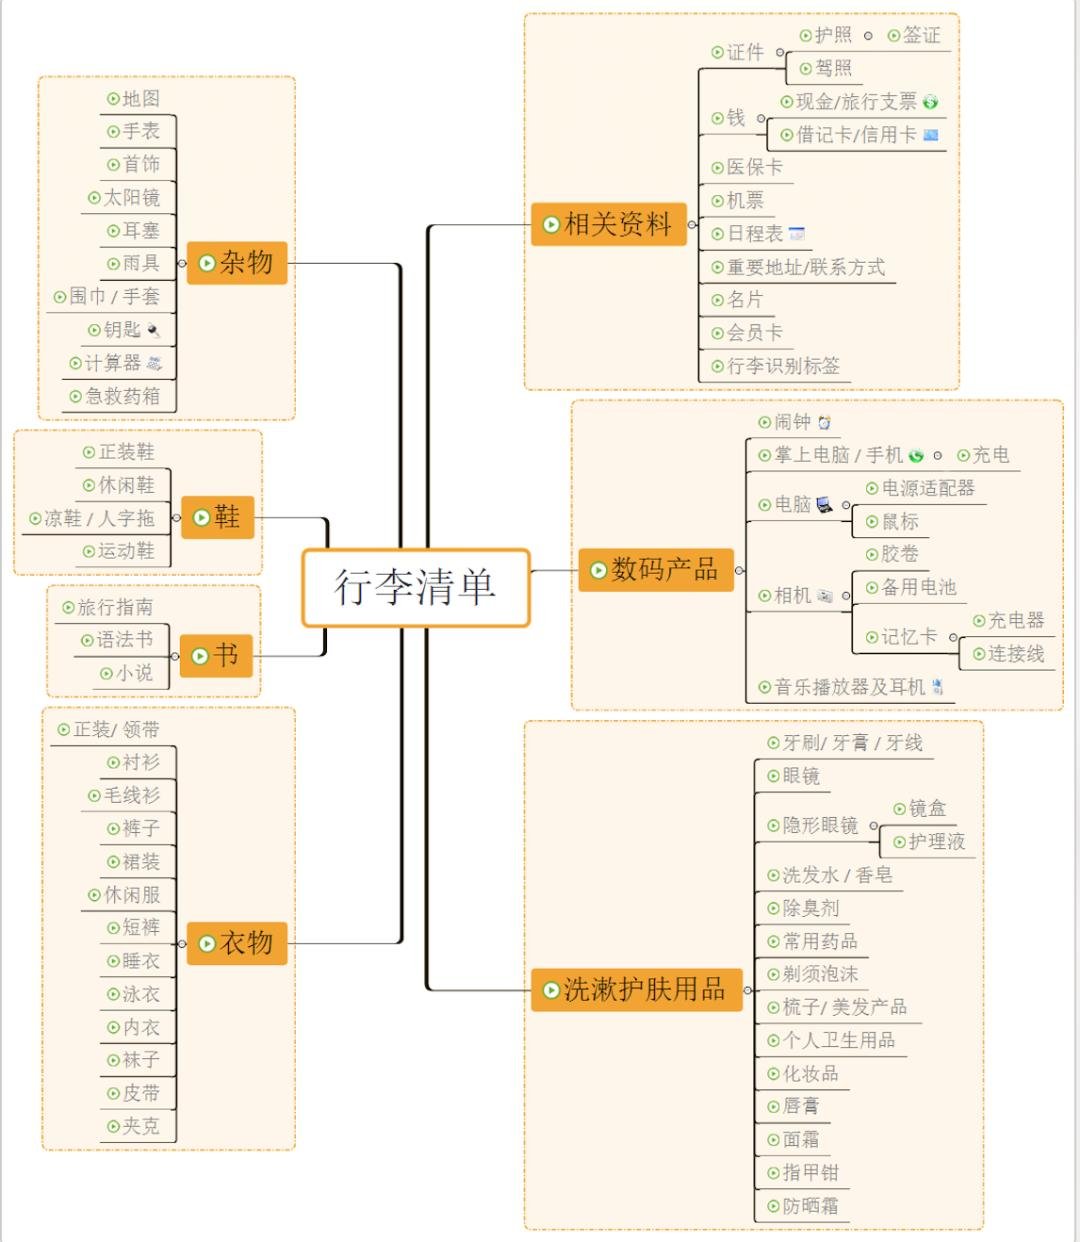 行李清单
相关资料
证件
护照
签证
驾照
钱
现金/旅行支票
借记卡/信用卡
医保卡
机票
日程表
重要地址/联系方式
名片
会员卡
行李识别标签
数码产品
闹钟
掌上电脑 / 手机
充电
电脑
电源适配器
鼠标
相机
胶卷
备用电池
记忆卡
充电器
连接线
音乐播放器及耳机
洗漱护肤用品
牙刷/ 牙膏 / 牙线
眼镜
隐形眼镜
镜盒
护理液
洗发水 / 香皂
除臭剂
常用药品
剃须泡沫
梳子/ 美发产品
个人卫生用品
化妆品
唇膏
面霜
指甲钳
防晒霜
杂物
地图
手表
首饰
太阳镜
耳塞
雨具
围巾 / 手套
钥匙
计算器
急救药箱
鞋
正装鞋
休闲鞋
凉鞋 / 人字拖
运动鞋
书
旅行指南
语法书
小说
衣物
正装/ 领带
衬衫
毛线衫
裤子
裙装
休闲服
短裤
睡衣
泳衣
内衣
袜子
皮带
夹克